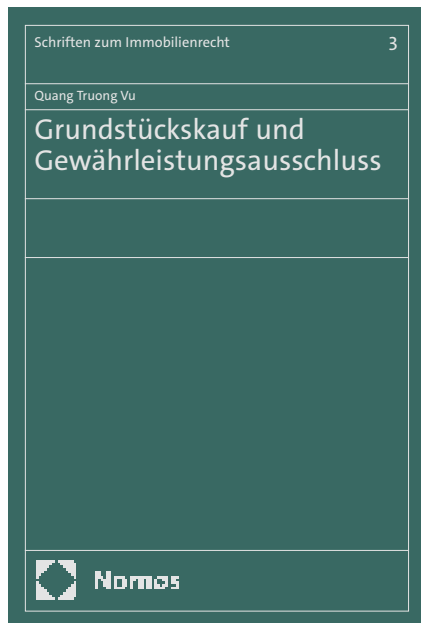 Schriften zum Immobilienrecht 3
Quang Truong Vu
Grundstückskauf und
Gewährleistungsausschluss
Nomos